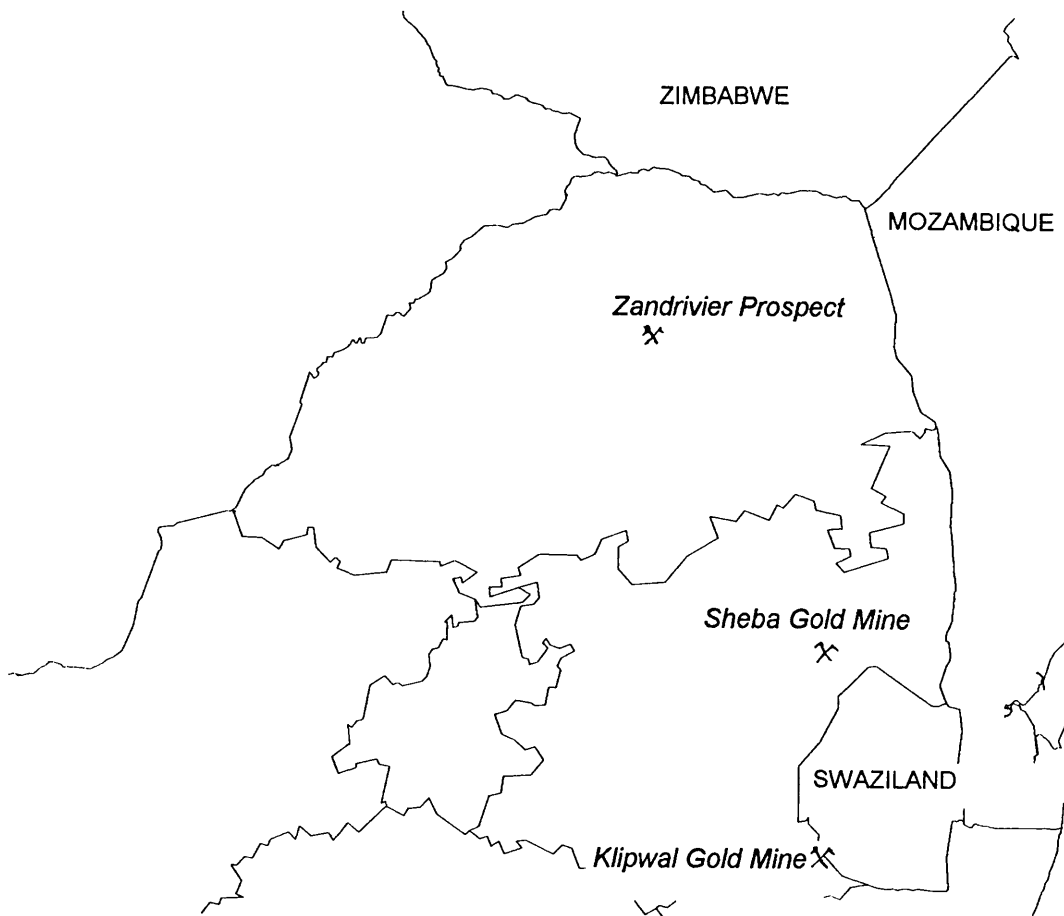 ZIMBABWE
MOZAMBIQUE
Zandrivier Prospect
Sheba Gold Mine
SWAZILAND
Klipwal Gold Mine